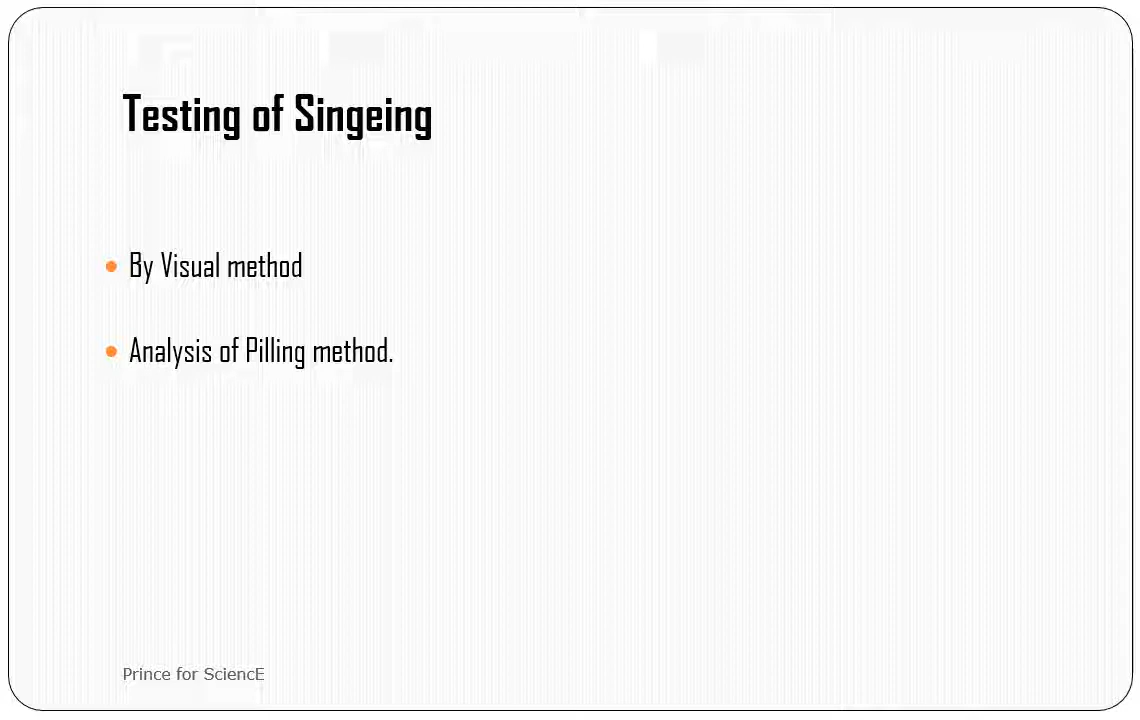 Testing of Singeing
By Visual method
Analysis of Pilling method.
Prince for SciencE